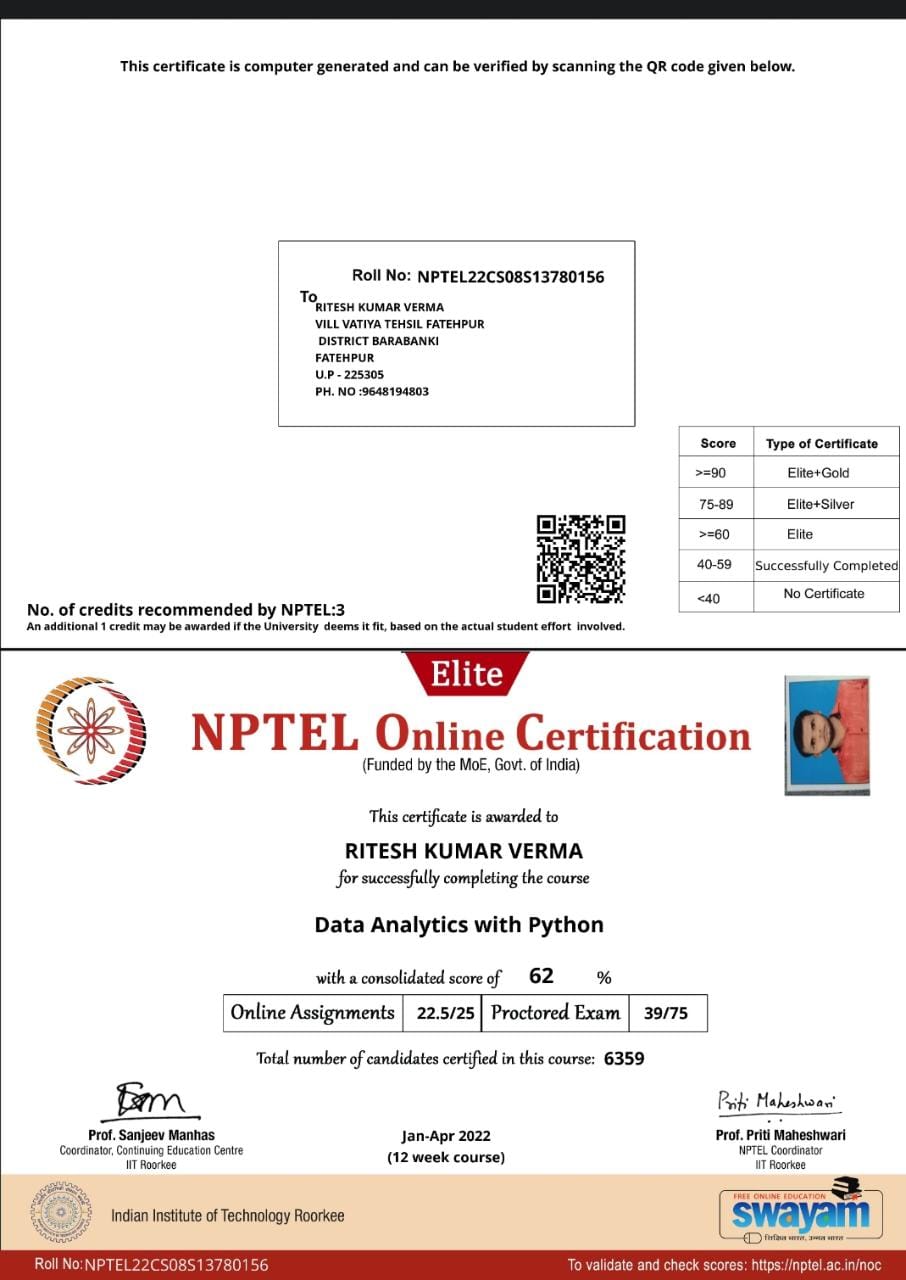 This certificate is computer generated and can be verified by scanning the QR code given below.
Roll No: NPTEL22CS08S13780156
To
RITESH KUMAR VERMA
VILL VATIYA TEHSIL FATEHPUR
DISTRICT BARABANKI
FATEHPUR
U.P - 225305
PH. NO :9648194803
Score Type of Certificate
>=90 Elite+Gold
75-89 Elite+Silver
>=60 Elite
40-59 Successfully Completed
<40 No Certificate
No. of credits recommended by NPTEL:3
An additional 1 credit may be awarded if the University deems it fit, based on the actual student effort involved.
Elite
NPTEL Online Certification
(Funded by the MoE, Govt. of India)
This certificate is awarded to
RITESH KUMAR VERMA
for successfully completing the course
Data Analytics with Python
with a consolidated score of 62 %
Online Assignments 22.5/25 Proctored Exam 39/75
Total number of candidates certified in this course: 6359
Priti Maheshwari
Prof. Sanjeev Manhas
Coordinator, Continuing Education Centre
IIT Roorkee
Jan-Apr 2022
(12 week course)
Prof. Priti Maheshwari
NPTEL Coordinator
IIT Roorkee
Indian Institute of Technology Roorkee
FREE ONLINE EDUCATION
swayam
शिक्षित भारत, उन्नत भारत
Roll No: NPTEL22CS08S13780156
To validate and check scores: https://nptel.ac.in/noc